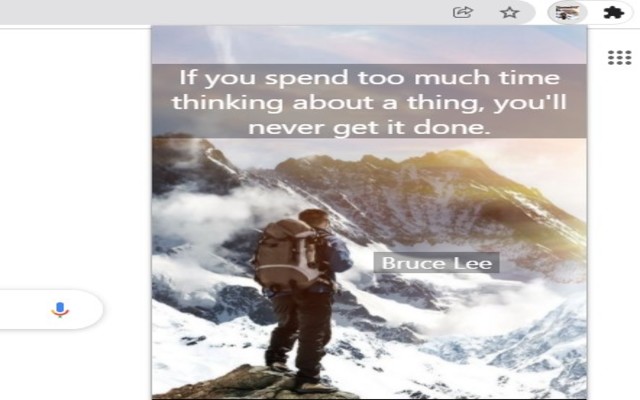 If you spend too much time
thinking about a thing, you'll
never get it done.
Bruce Lee